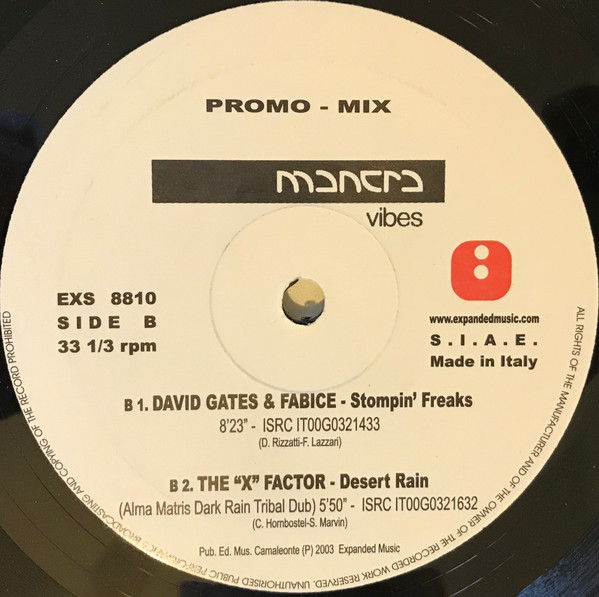 PROMO - MIX
mantra
vibes
EXS 8810
SIDE B
33 1/3 rpm
www.expandedmusic.com
S.I.A.E.
Made in Italy
B 1. DAVID GATES & FABICE - Stompin' Freaks
8'23" - ISRC IT00G0321433
(D. Rizzatti-F. Lazzari)
B 2. THE "X" FACTOR - Desert Rain
(Alma Matris Dark Rain Tribal Dub) 5'50" - ISRC IT00G0321632
(C. Hornbostel-S. Marvin)
Pub. Ed. Mus. Camaleonte (P) 2003 Expanded Music
ALL RIGHTS OF THE MANUFACTURER AND OF THE OWNER OF THE RECORDED WORK RESERVED. UNAUTHORISED PUBLIC PERFORMANCE BROADCASTING AND COPYING OF THE RECORD PROHIBITED